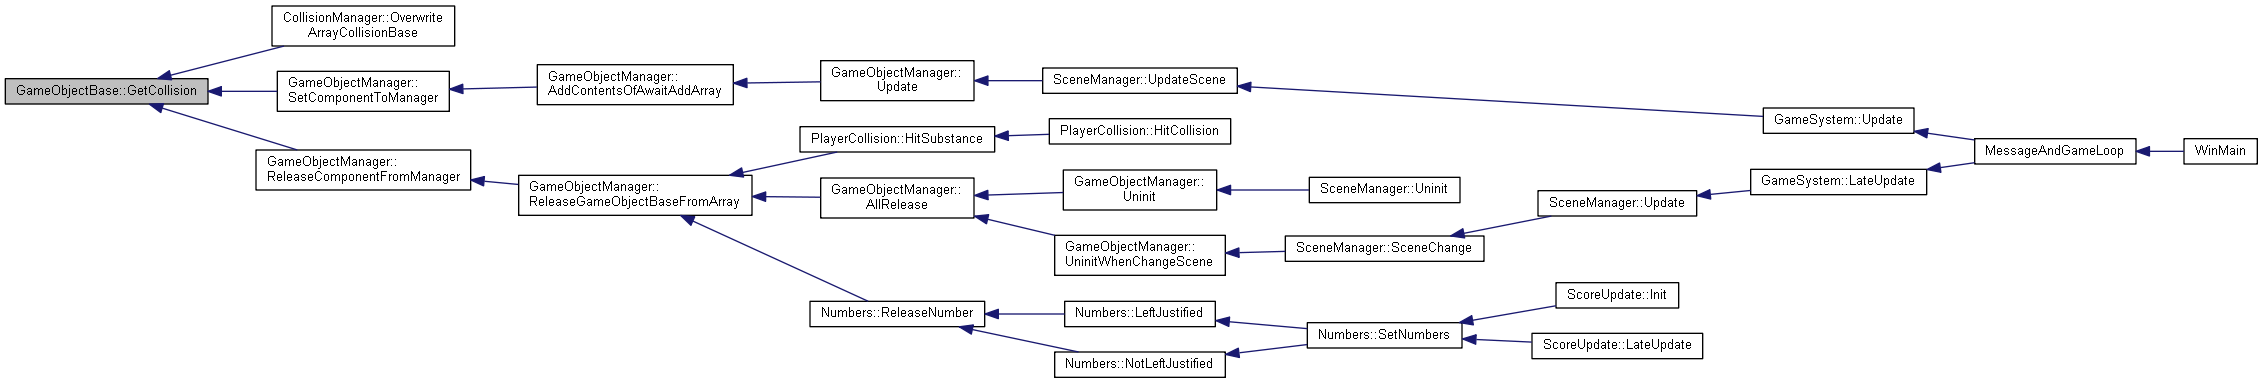 CollisionManager::Overwrite
ArrayCollisionBase
GameObjectBase::GetCollision
GameObjectManager::
SetComponentToManager
GameObjectManager::
AddContentsOfAwaitAddArray
GameObjectManager::
Update
SceneManager::UpdateScene
GameSystem::Update
MessageAndGameLoop
WinMain
GameObjectManager::
ReleaseComponentFromManager
GameObjectManager::
ReleaseGameObjectBaseFromArray
PlayerCollision::HitSubstance
PlayerCollision::HitCollision
GameObjectManager::
AllRelease
GameObjectManager::
Uninit
SceneManager::Uninit
GameObjectManager::
UninitWhenChangeScene
SceneManager::SceneChange
SceneManager::Update
GameSystem::LateUpdate
Numbers::ReleaseNumber
Numbers::LeftJustified
Numbers::NotLeftJustified
Numbers::SetNumbers
ScoreUpdate::Init
ScoreUpdate::LateUpdate